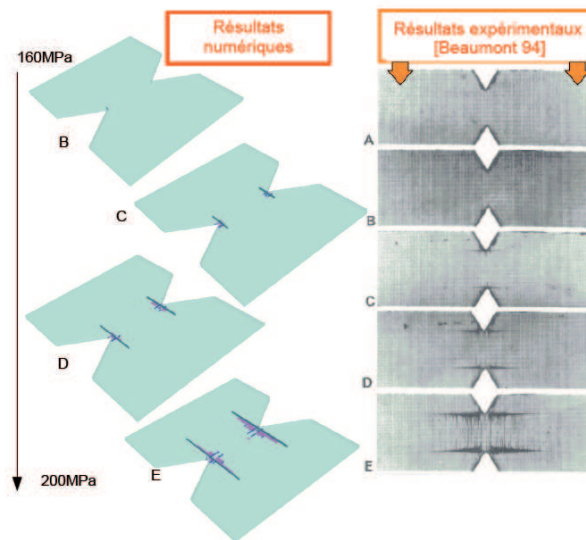 Résultats
numériques
Résultats expérimentaux
[Beaumont 94]
160MPa
B
C
D
E
200MPa
A
B
C
D
E